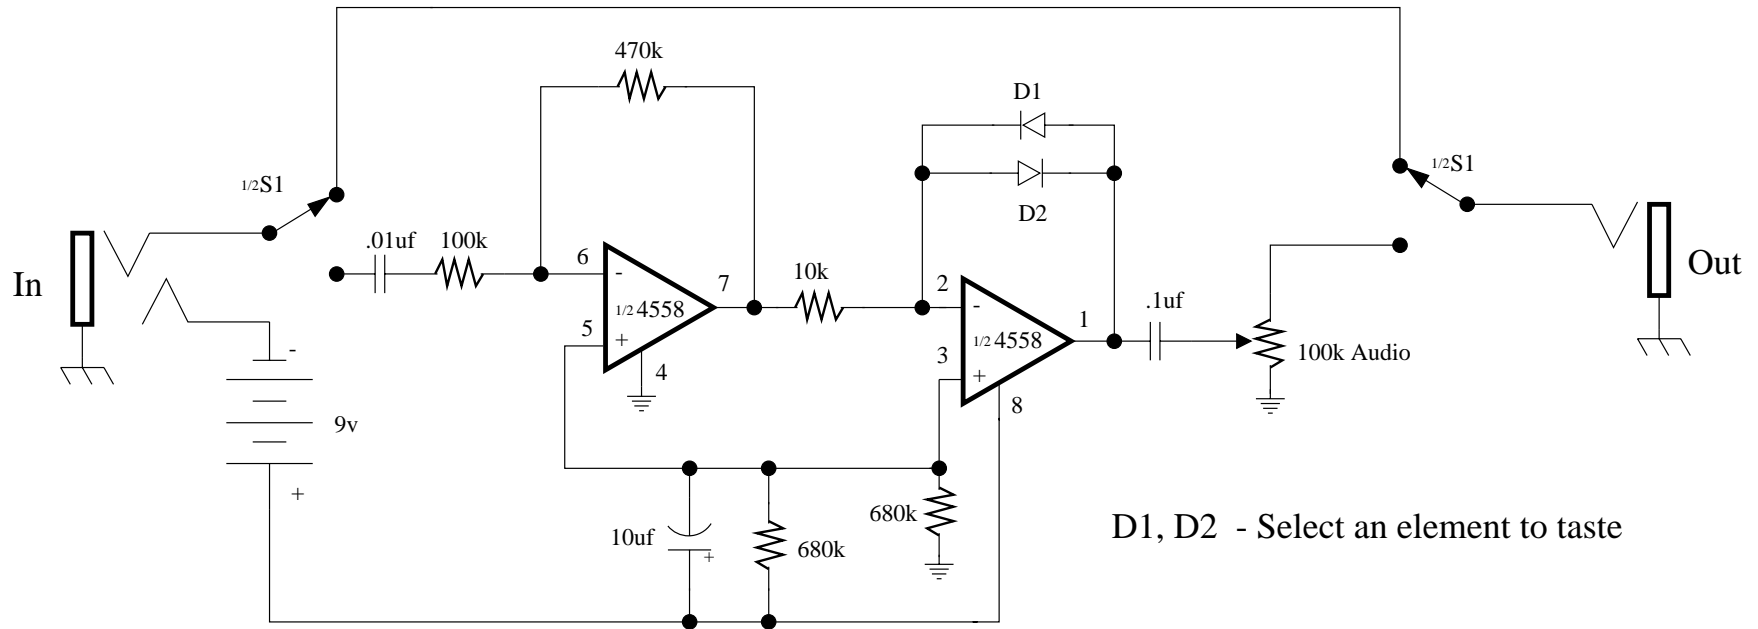 470k
D1
D2
1/2S1
1/2S1
.01uf
100k
In
6
-
7
10k
2
-
.1uf
Out
1/2 4558
5
+
4
1/2 4558
1
3
+
8
100k Audio
-
9v
+
10uf
+
680k
680k
D1, D2 - Select an element to taste